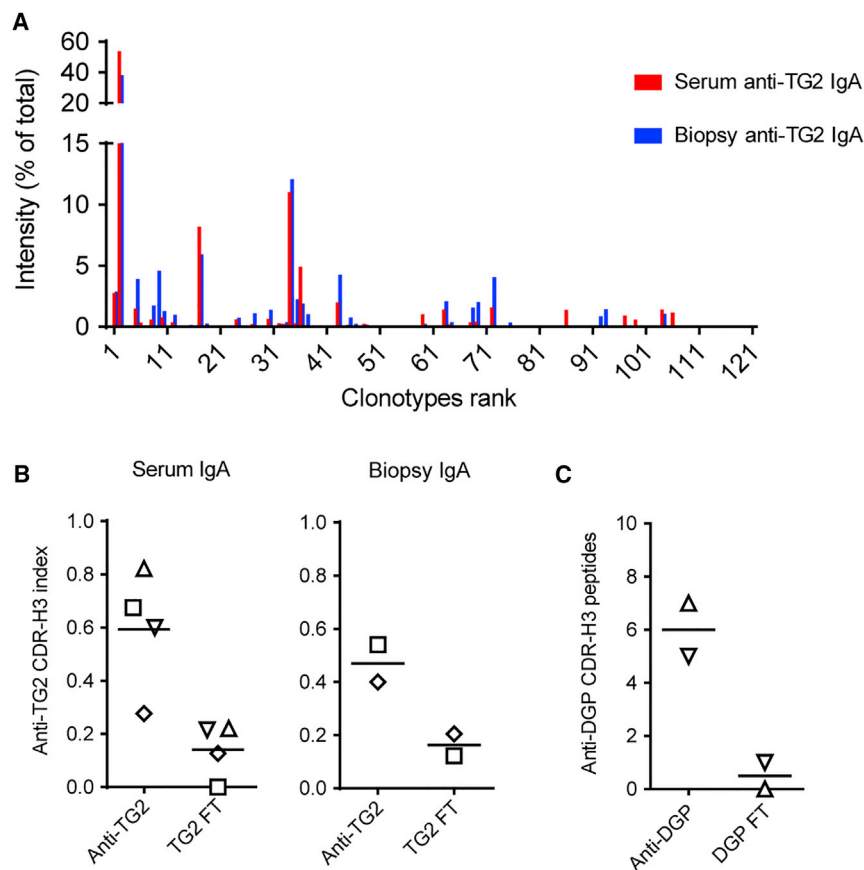 A
Intensity (% of total)
60
40
20
15
10
5
0
Serum anti-TG2 IgA
Biopsy anti-TG2 IgA
1
11
21
31
41
51
61
71
81
91
101
111
121
Clonotypes rank
B
Serum IgA
Anti-TG2 CDR-H3 index
1.0
0.8
0.6
0.4
0.2
0.0
Anti-TG2
TG2 FT
Biopsy IgA
1.0
0.8
0.6
0.4
0.2
0.0
Anti-TG2
TG2 FT
C
Anti-DGP CDR-H3 peptides
10
8
6
4
2
0
Anti-DGP
DGP FT